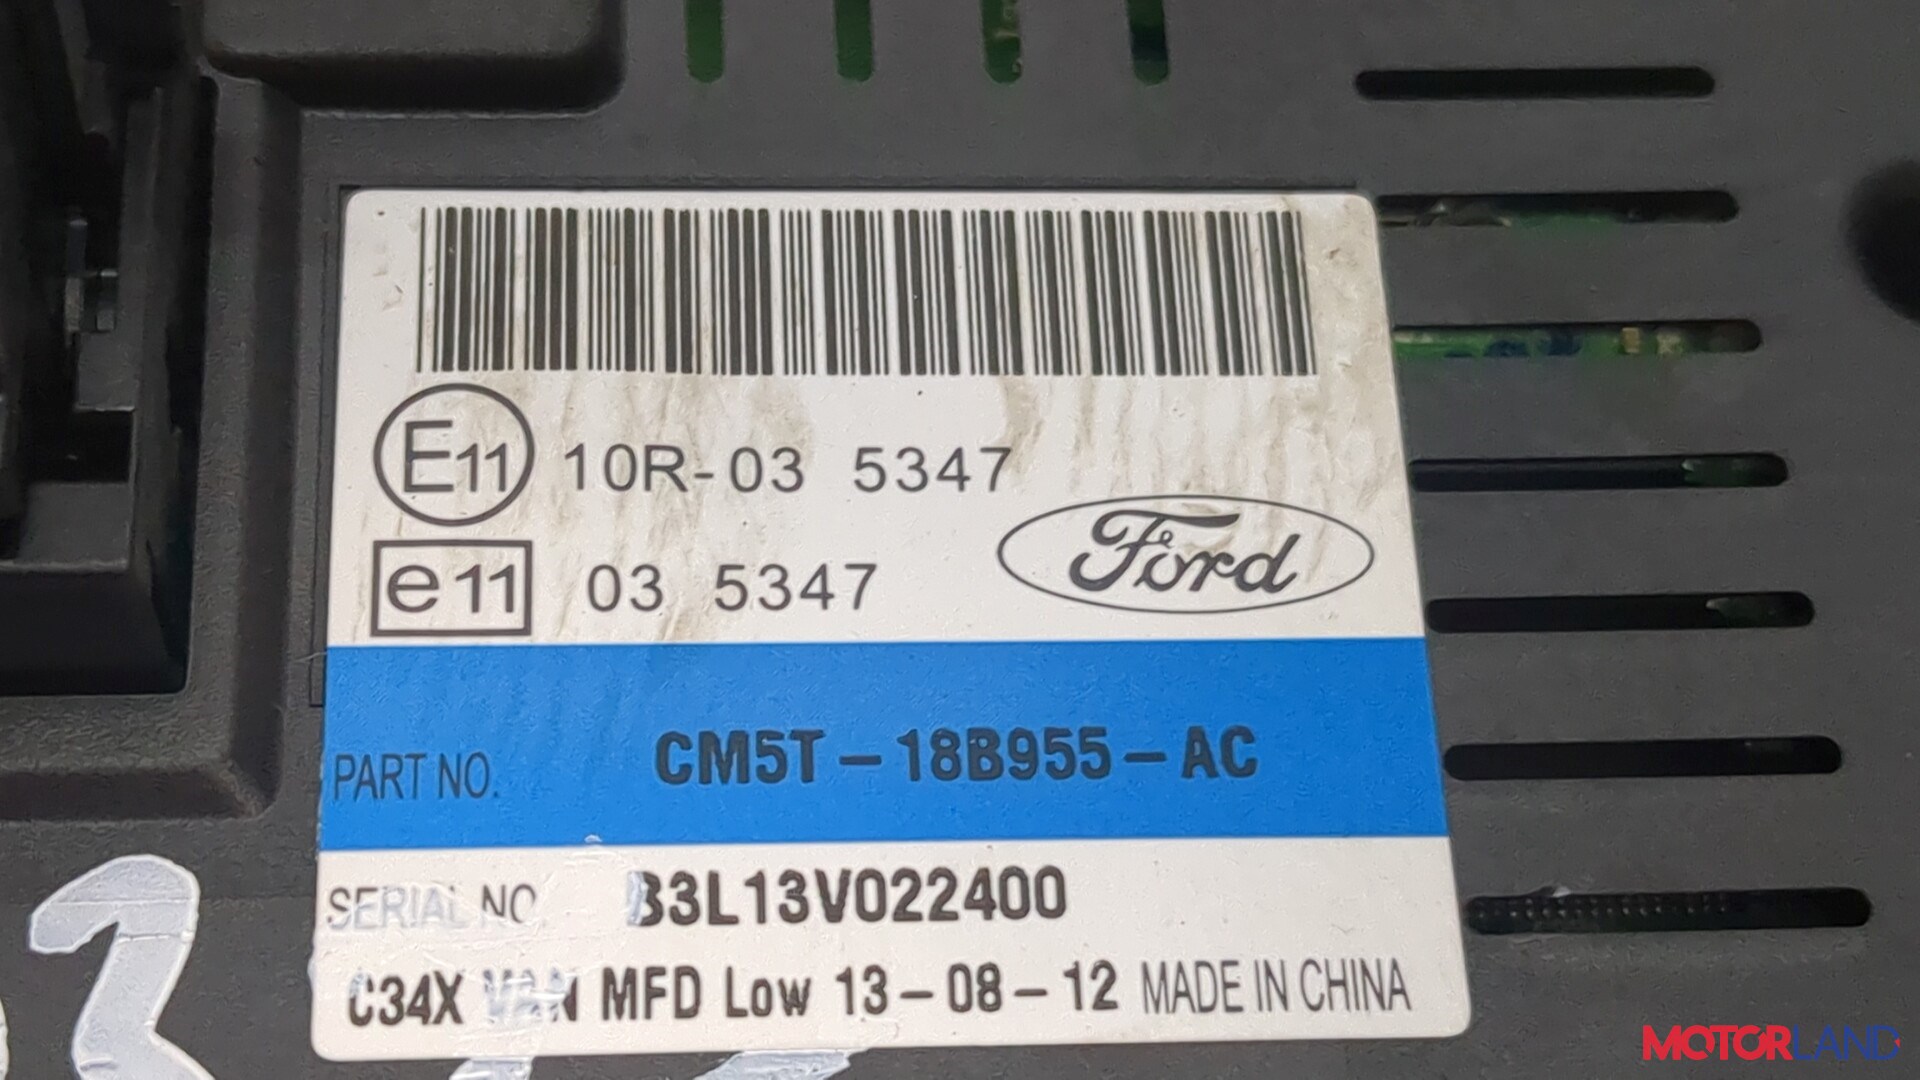 E11 10R-03 5347
e11 03 5347
Ford
PART NO. CM5T-18B955-AC
SERIAL NO B3L13V022400
C34X VAN MFD Low 13-08-12 MADE IN CHINA
MOTORLAND